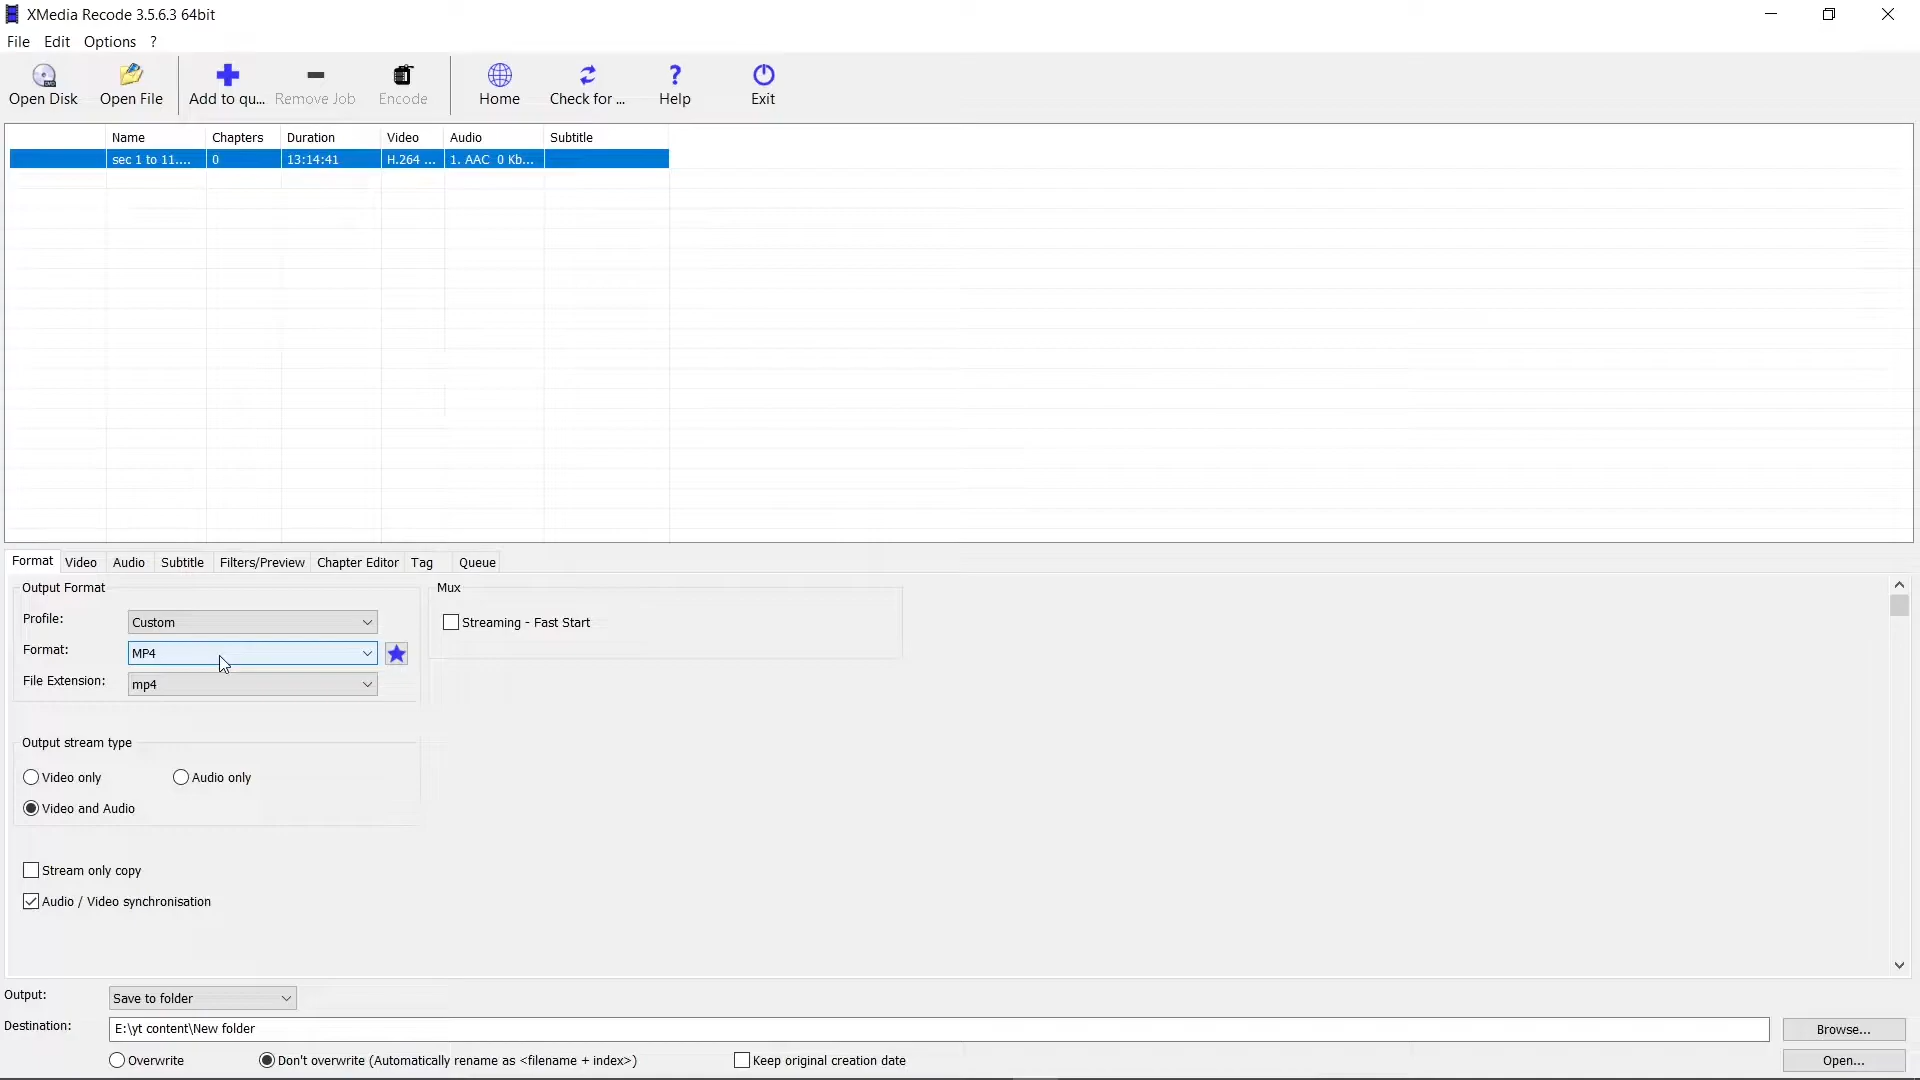 XMedia Recode 3.5.6.3 64bit
File Edit Options ?
Open Disk Open File Add to qu... Remove Job Encode Home Check for ... Help Exit
Name Chapters Duration Video Audio Subtitle
sec 1 to 11.... 0 13:14:41 H.264 ... 1. AAC 0 Kb...
Format Video Audio Subtitle Filters/Preview Chapter Editor Tag Queue
Output Format Mux
Profile: Custom Streaming - Fast Start
Format: MP4
File Extension: mp4
Output stream type
Video only Audio only
Video and Audio
Stream only copy
Audio / Video synchronisation
Output: Save to folder
Destination: E:\yt content\New folder Browse...
Overwrite Don't overwrite (Automatically rename as <filename + index>) Keep original creation date Open...